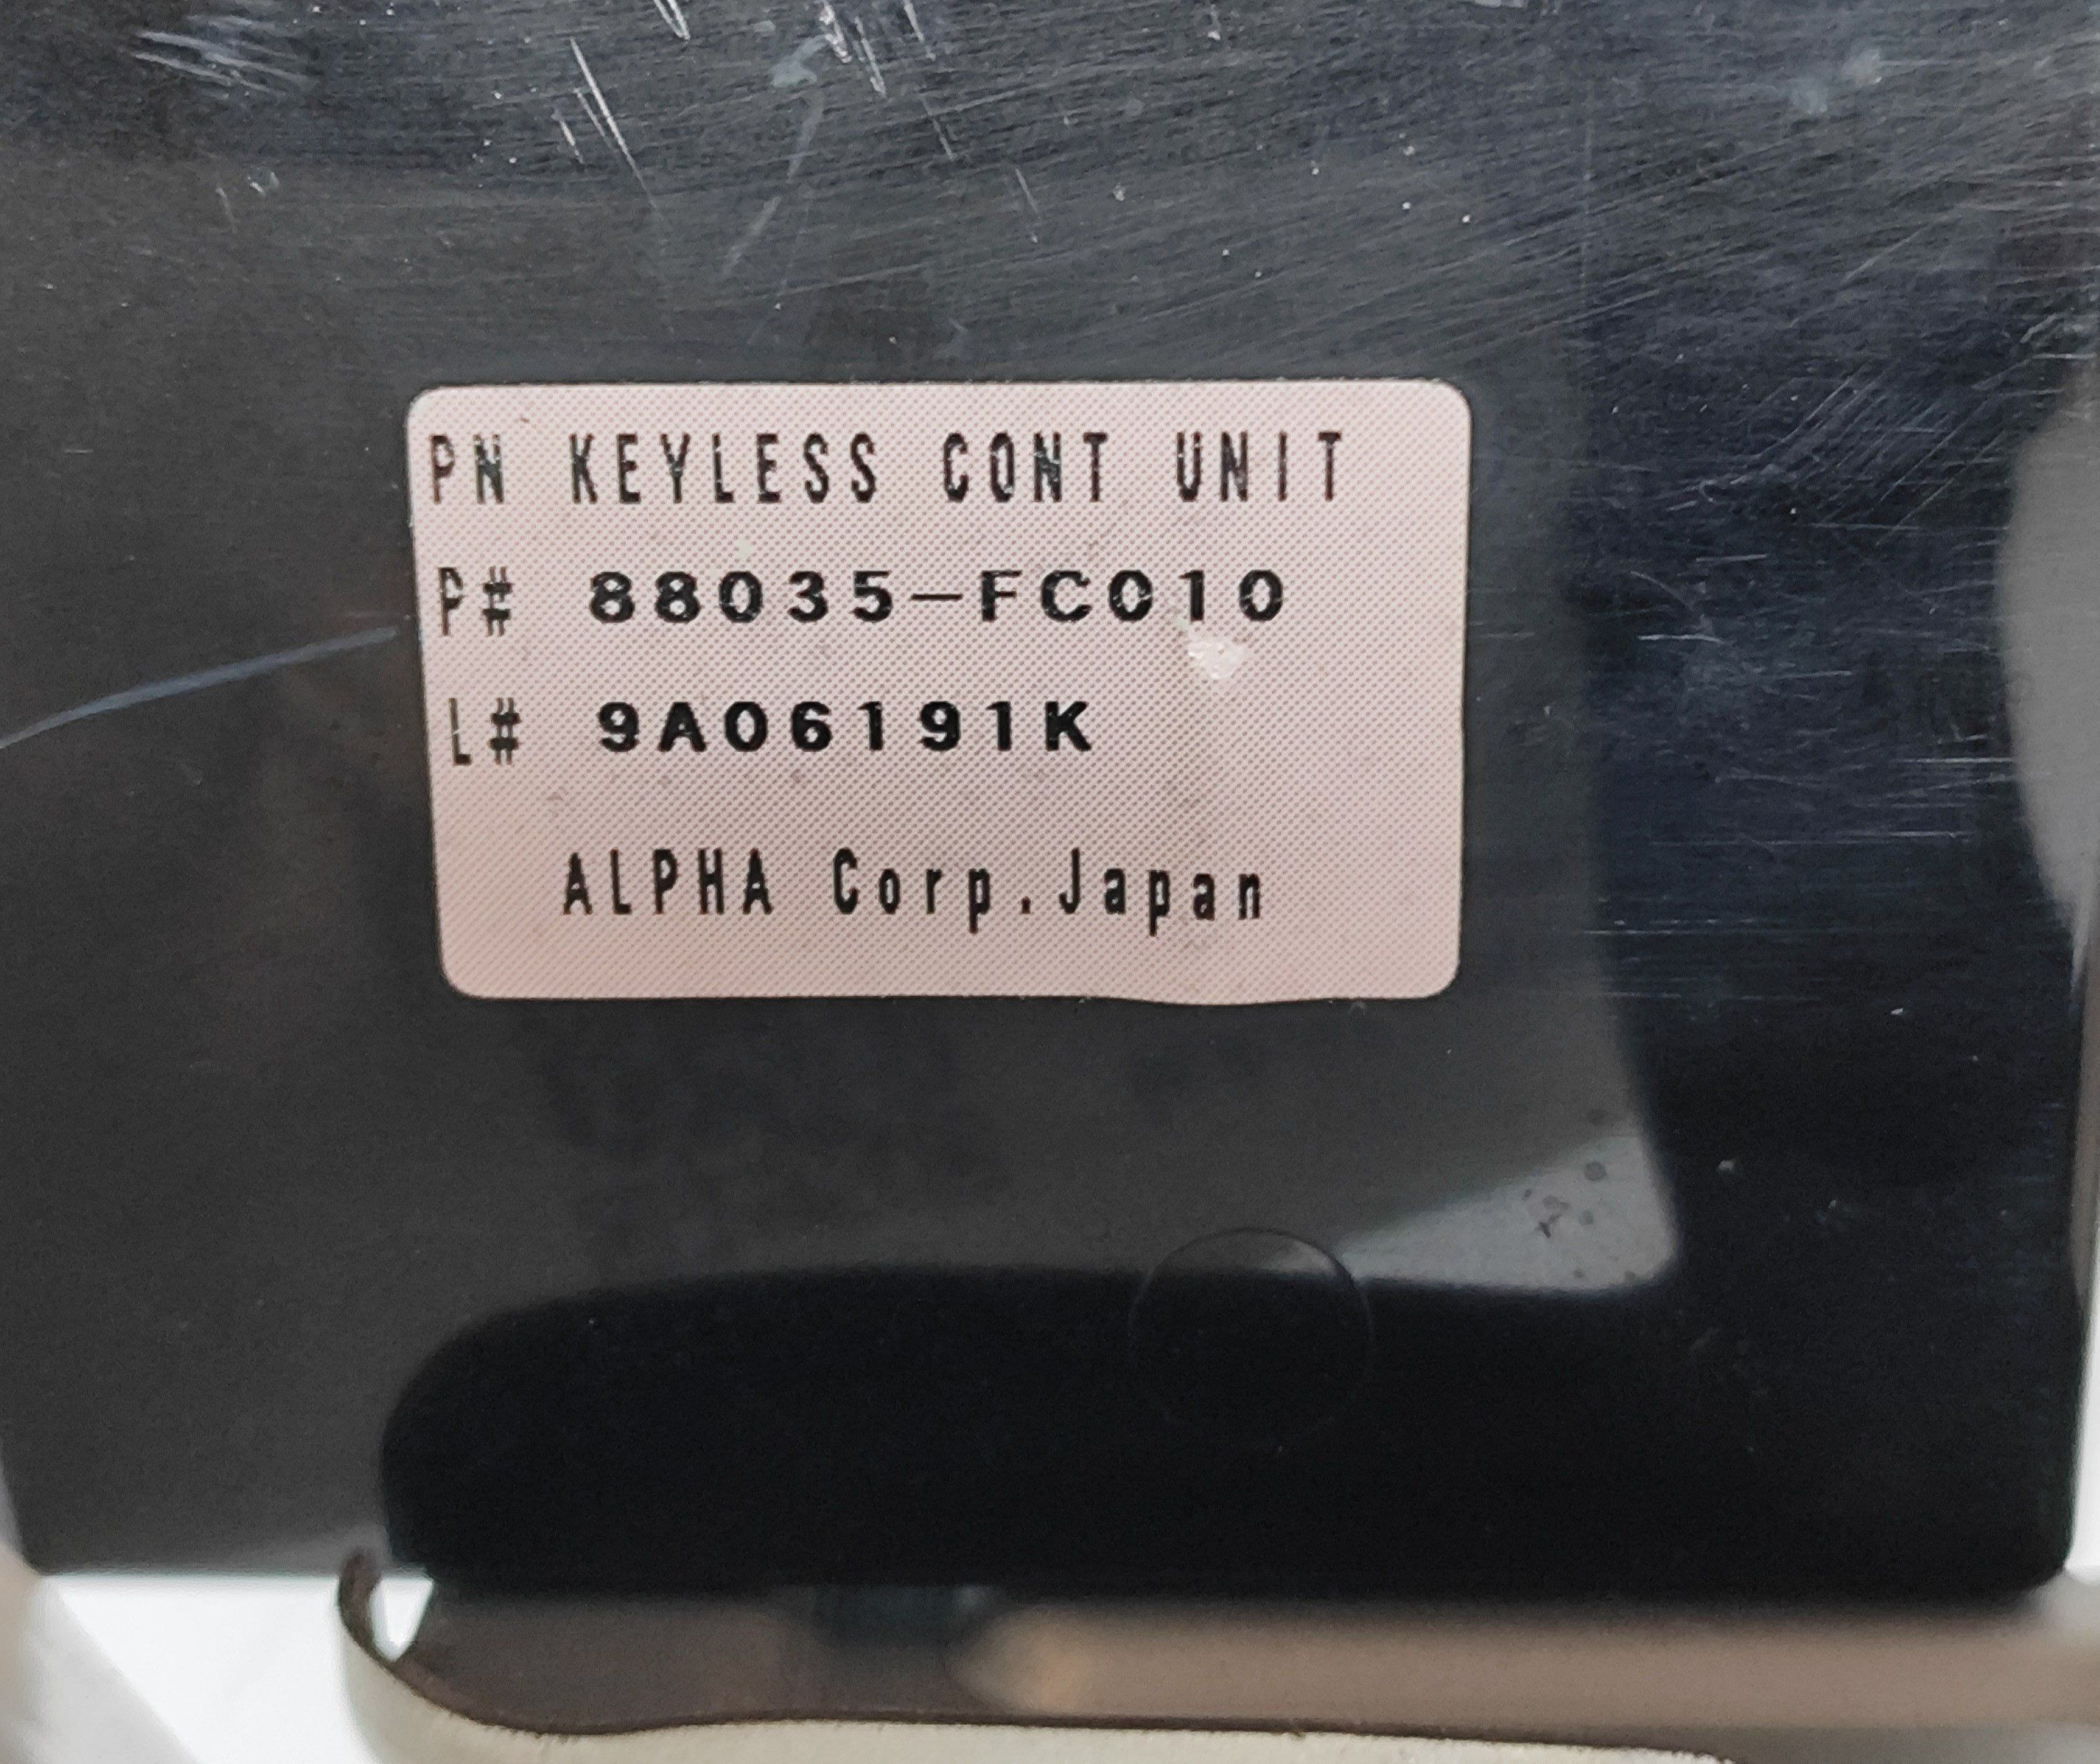 PN KEYLESS CONT UNIT
P# 88035-FC010
L# 9A06191K
ALPHA Corp.Japan